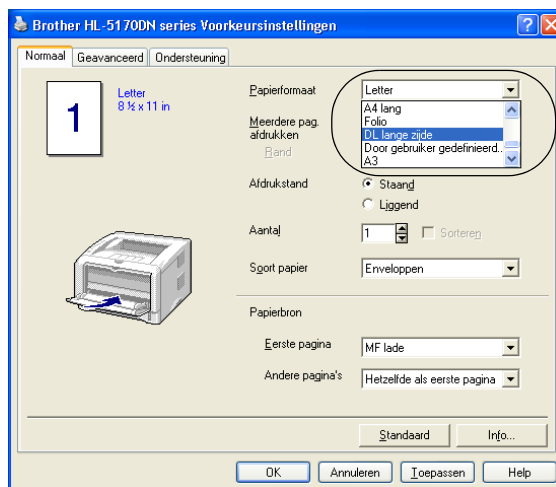 Brother HL-5170DN series Voorkeursinstellingen
Normaal Geavanceerd Ondersteuning
1
Letter
8 ½ x 11 in
Papierformaat Letter
A4 lang
Folio
DL lange zijde
Door gebruiker gedefinieerd..
A3
Meerdere pag. afdrukken
Rand
Afdrukstand Staand
Liggend
Aantal 1 Sorteren
Soort papier Enveloppen
Papierbron
Eerste pagina MF lade
Andere pagina's Hetzelfde als eerste pagina
Standaard Info...
OK Annuleren Toepassen Help